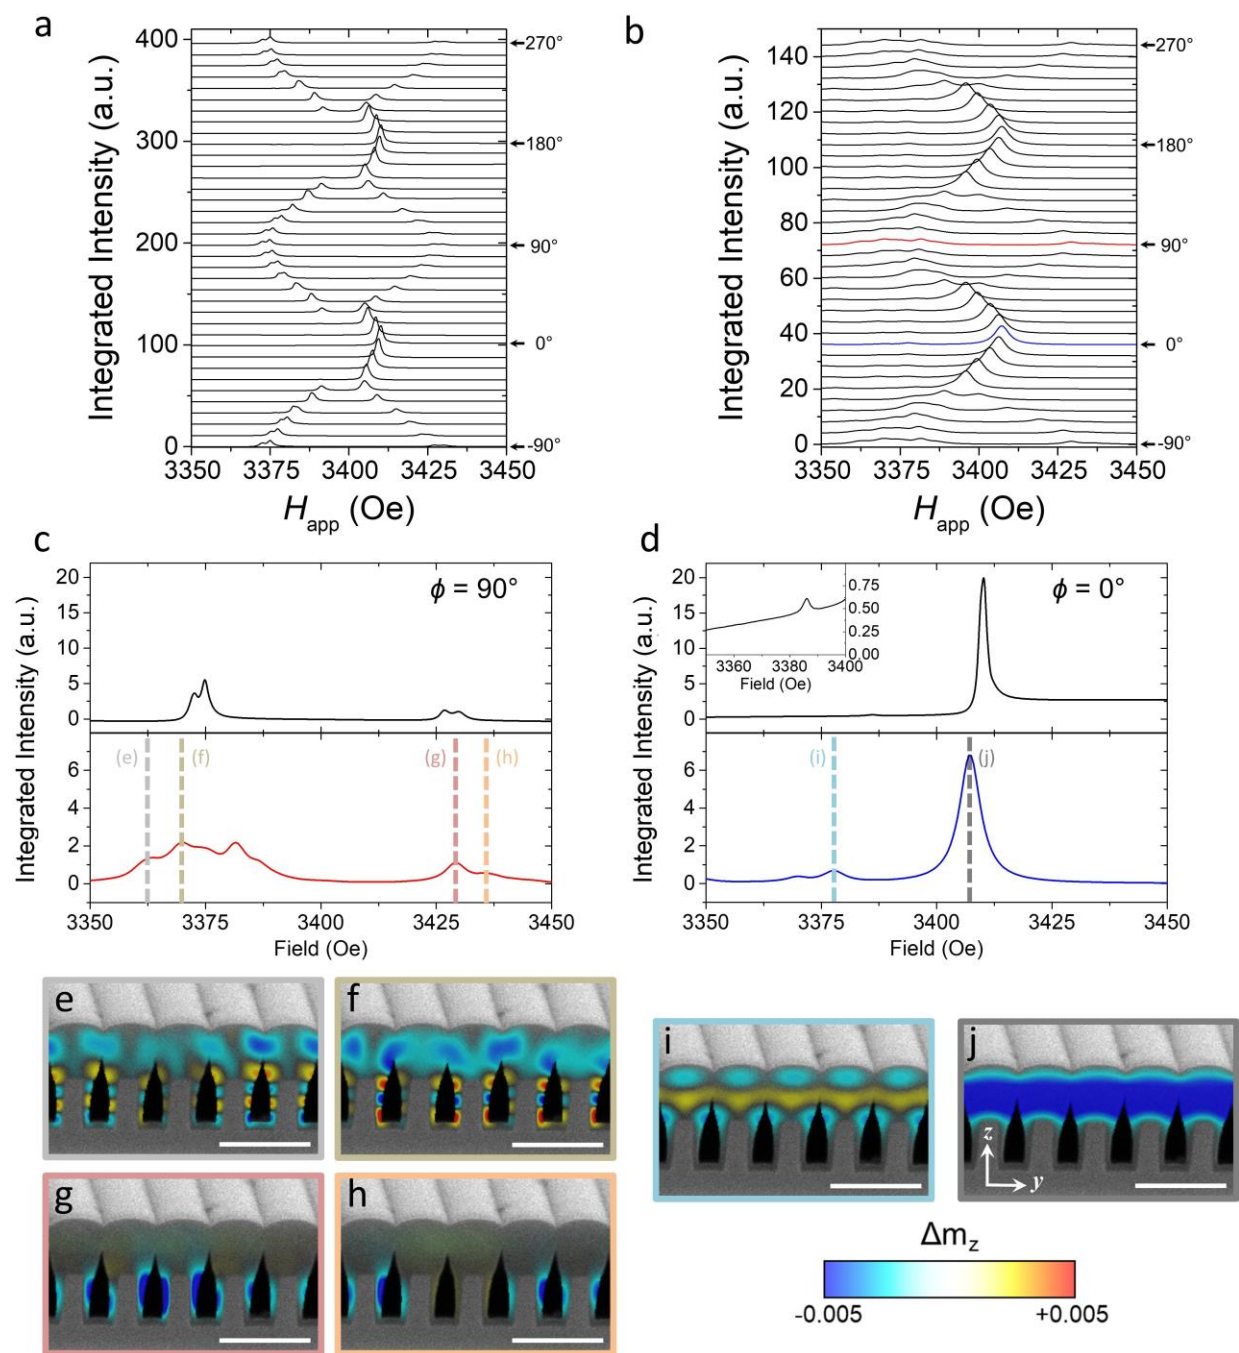 a
Integrated Intensity (a.u.)
400
300
200
100
0
270°
180°
90°
0°
-90°
3350 3375 3400 3425 3450
H_app (Oe)
b
Integrated Intensity (a.u.)
140
120
100
80
60
40
20
0
270°
180°
90°
0°
-90°
3350 3375 3400 3425 3450
H_app (Oe)
c
Integrated Intensity (a.u.)
20
15
10
5
0
ϕ = 90°
6
4
2
0
(e) (f) (g) (h)
3350 3375 3400 3425 3450
Field (Oe)
d
Integrated Intensity (a.u.)
20
15
10
5
0
0.75
0.50
0.25
0.00
3360 3380 3400
Field (Oe)
ϕ = 0°
6
4
2
0
(i) (j)
3350 3375 3400 3425 3450
Field (Oe)
e
f
g
h
i
j
z
y
Δm_z
-0.005 +0.005